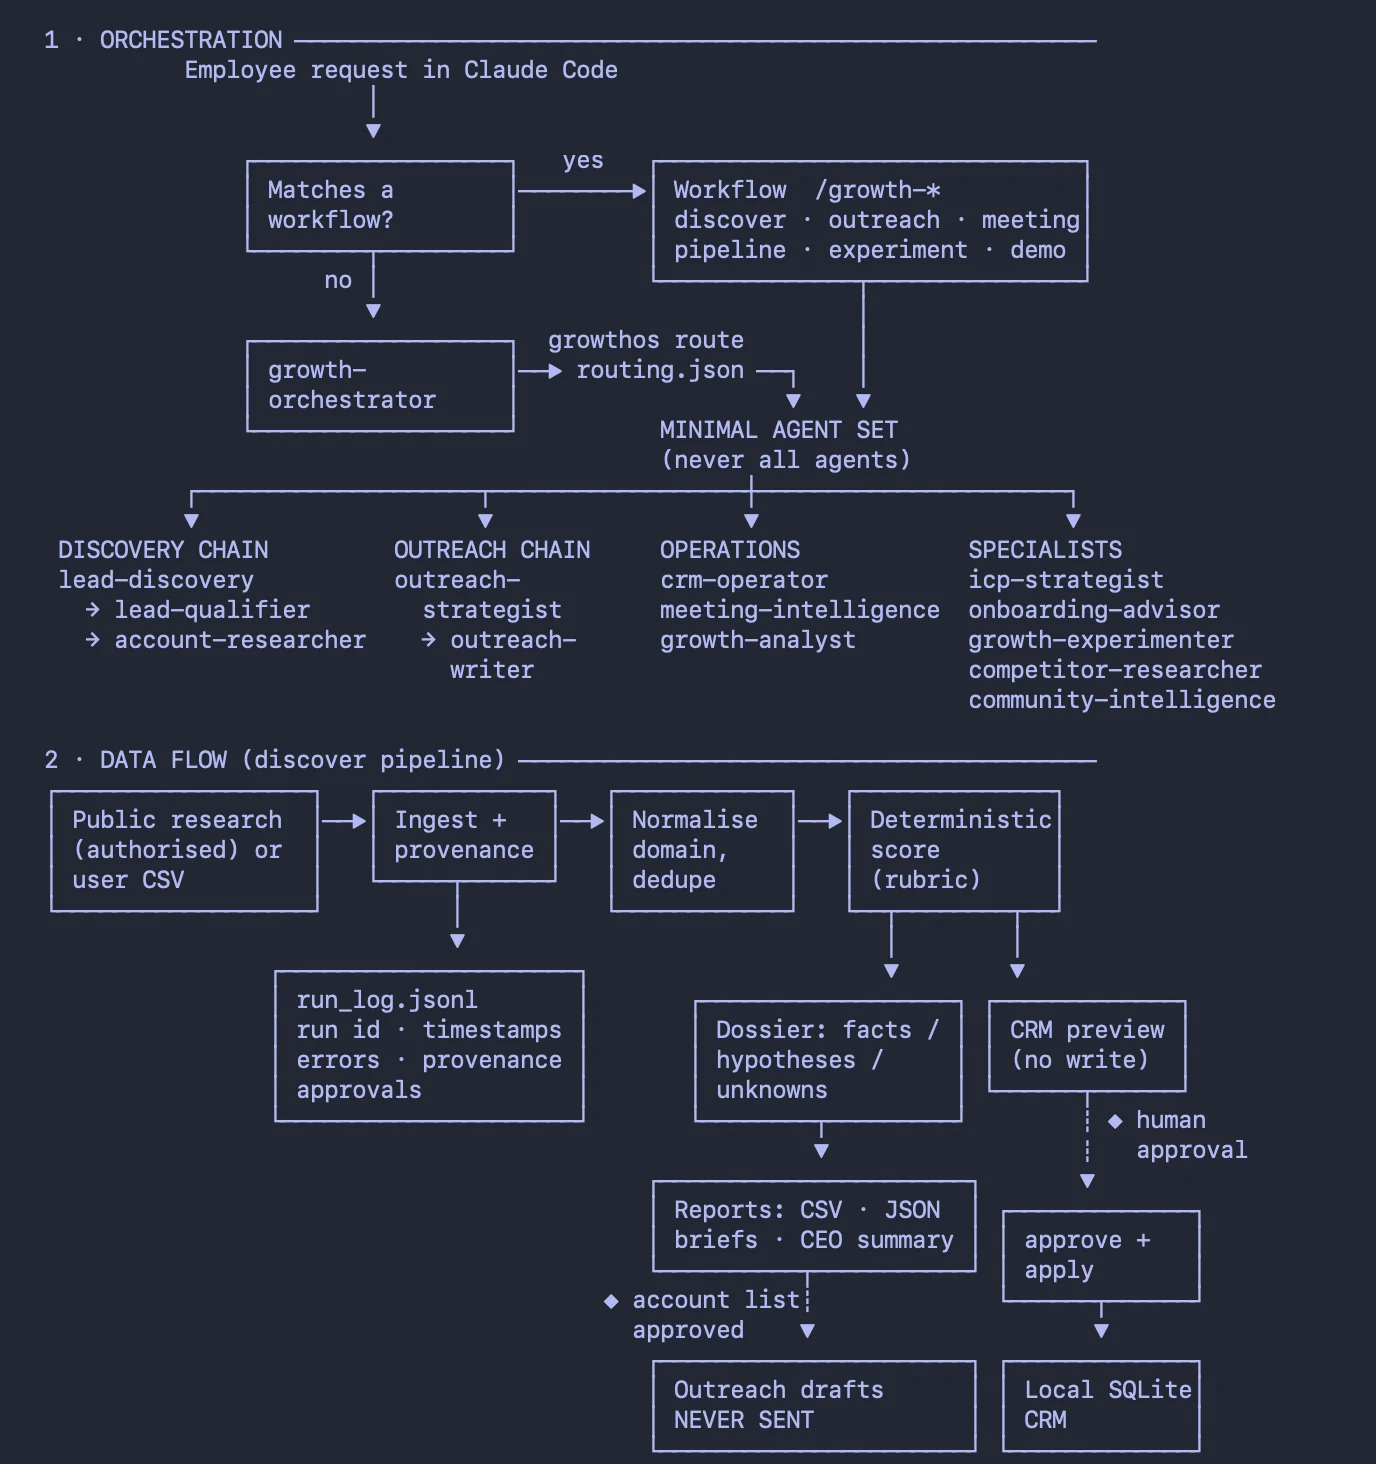 1 · ORCHESTRATION
Employee request in Claude Code
yes
Matches a
workflow?
Workflow /growth-*
discover · outreach · meeting
pipeline · experiment · demo
no
growthos route
growth-
orchestrator
routing.json
MINIMAL AGENT SET
(never all agents)
DISCOVERY CHAIN
lead-discovery
→ lead-qualifier
→ account-researcher
OUTREACH CHAIN
outreach-
strategist
→ outreach-
writer
OPERATIONS
crm-operator
meeting-intelligence
growth-analyst
SPECIALISTS
icp-strategist
onboarding-advisor
growth-experimenter
competitor-researcher
community-intelligence
2 · DATA FLOW (discover pipeline)
Public research
(authorised) or
user CSV
Ingest +
provenance
Normalise
domain,
dedupe
Deterministic
score
(rubric)
run_log.jsonl
run id · timestamps
errors · provenance
approvals
Dossier: facts /
hypotheses /
unknowns
CRM preview
(no write)
◆ human
approval
Reports: CSV · JSON
briefs · CEO summary
approve +
apply
◆ account list
approved
Outreach drafts
NEVER SENT
Local SQLite
CRM